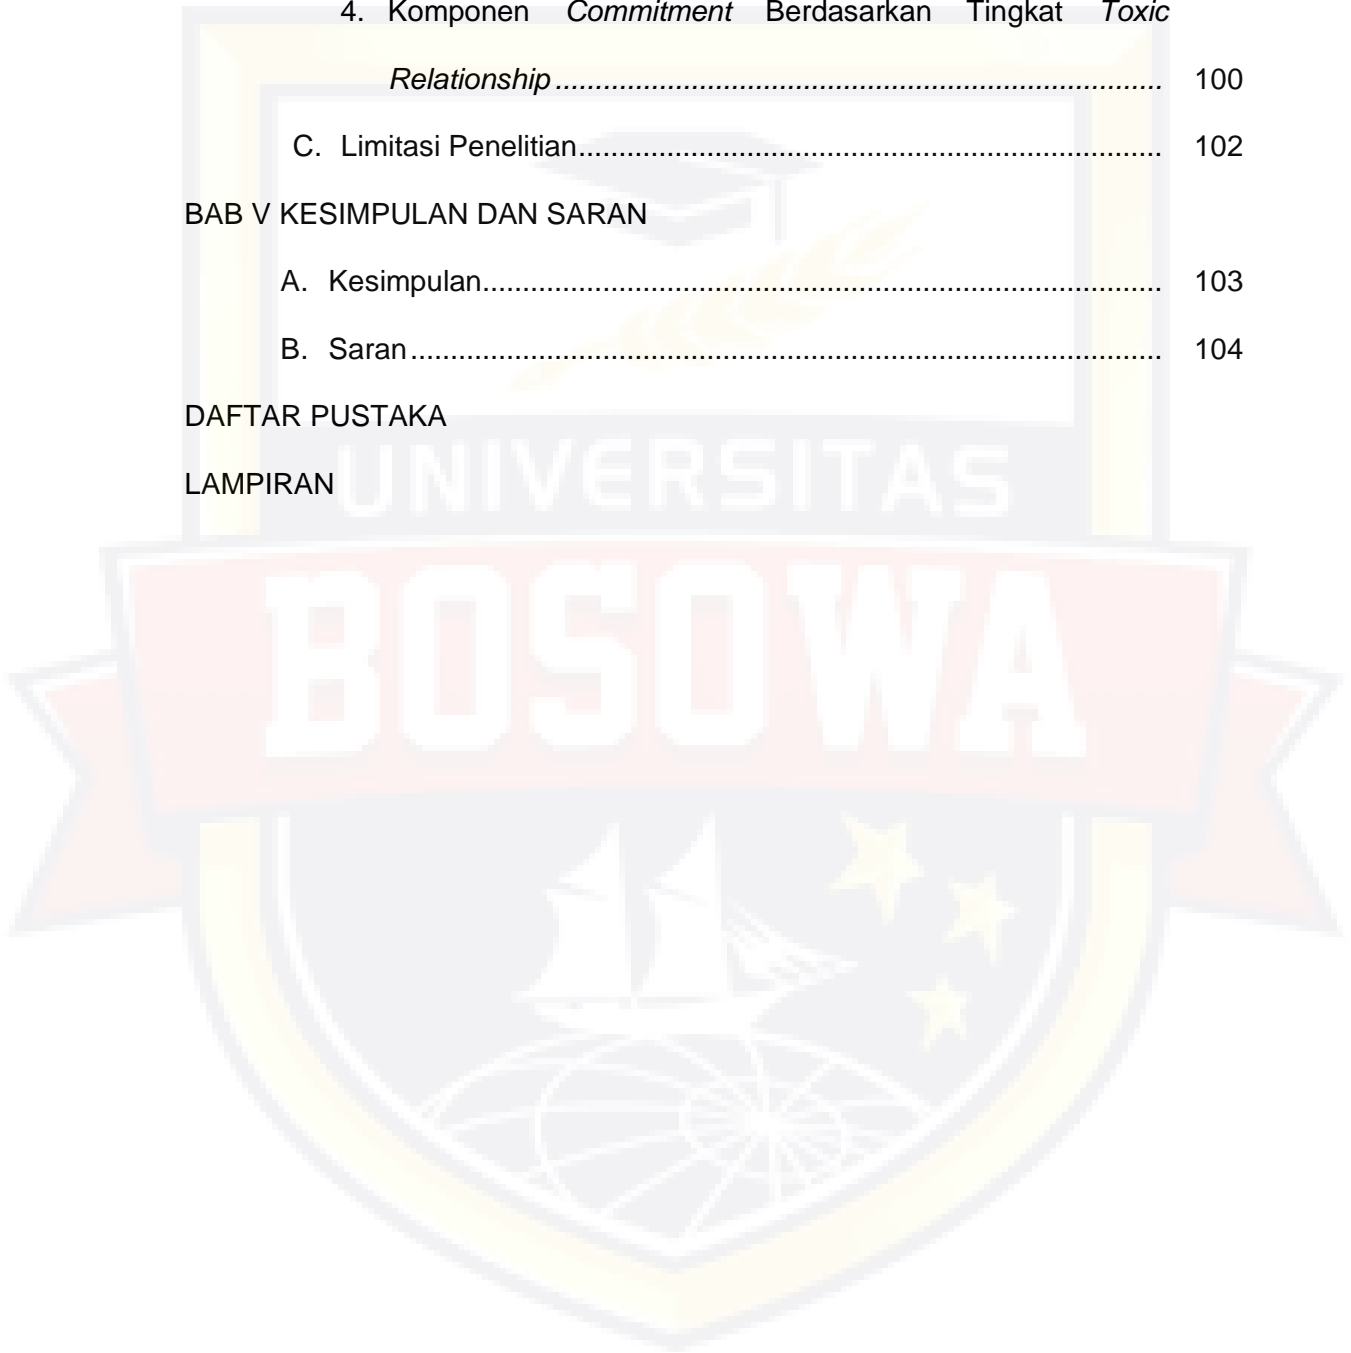 4. Komponen Commitment Berdasarkan Tingkat Toxic
Relationship............................................................................ 100
C. Limitasi Penelitian......................................................................... 102
BAB V KESIMPULAN DAN SARAN
A. Kesimpulan..................................................................................... 103
B. Saran.............................................................................................. 104
DAFTAR PUSTAKA
LAMPIRAN
UNIVERSITAS
BOSOWA